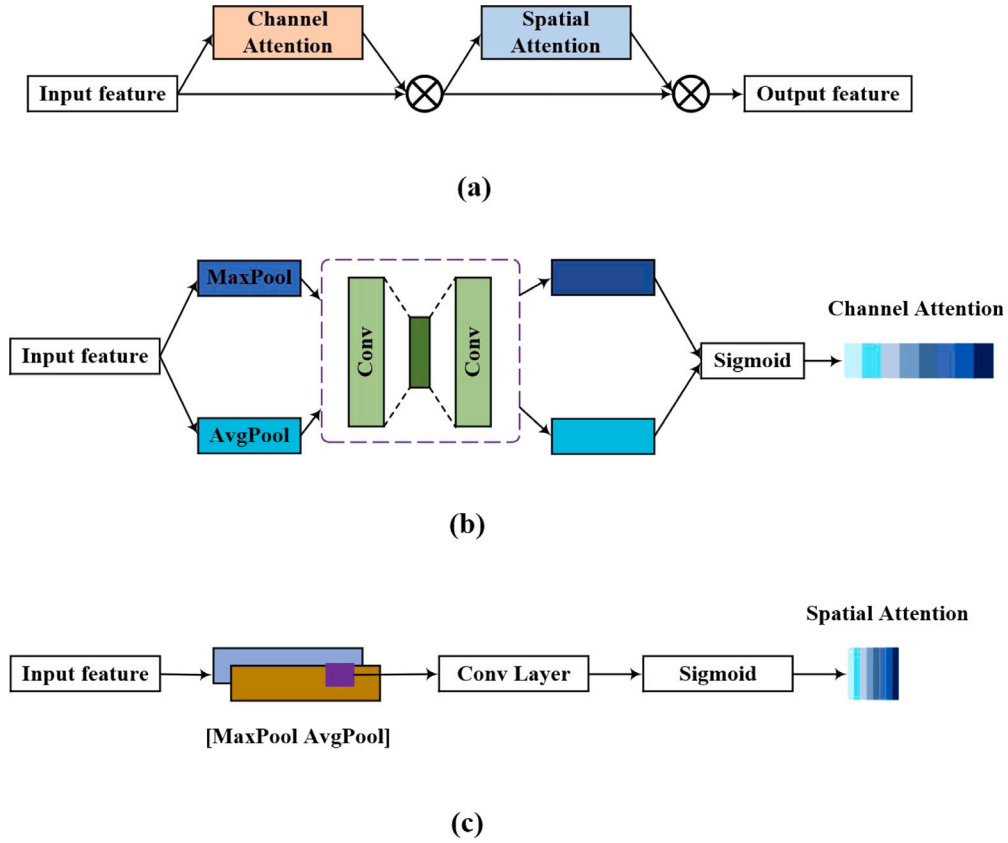 Channel
Attention
Spatial
Attention
Input feature
Output feature
(a)
MaxPool
Channel Attention
Input feature
Conv
Conv
Sigmoid
AvgPool
(b)
Spatial Attention
Input feature
Conv Layer
Sigmoid
[MaxPool AvgPool]
(c)